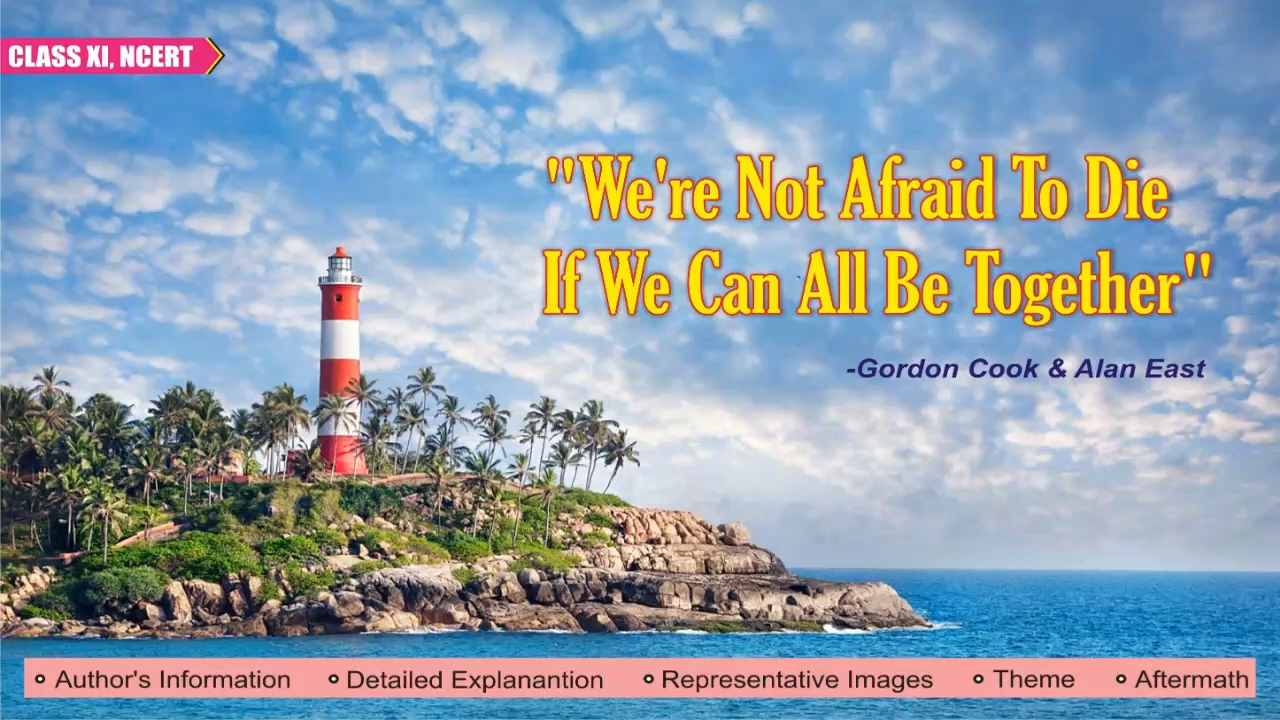 CLASS XI, NCERT
"We're Not Afraid To Die
If We Can All Be Together"
-Gordon Cook & Alan East
⚬ Author's Information ⚬ Detailed Explanantion ⚬ Representative Images ⚬ Theme ⚬ Aftermath